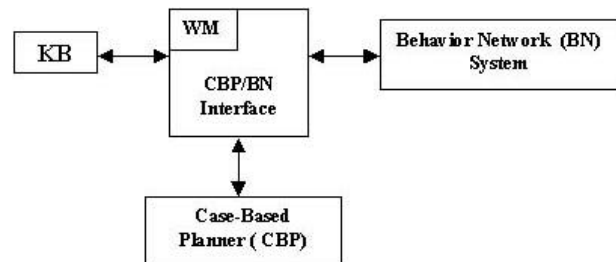 WM
KB
CBP/BN
Interface
Behavior Network (BN)
System
Case-Based
Planner ( CBP)